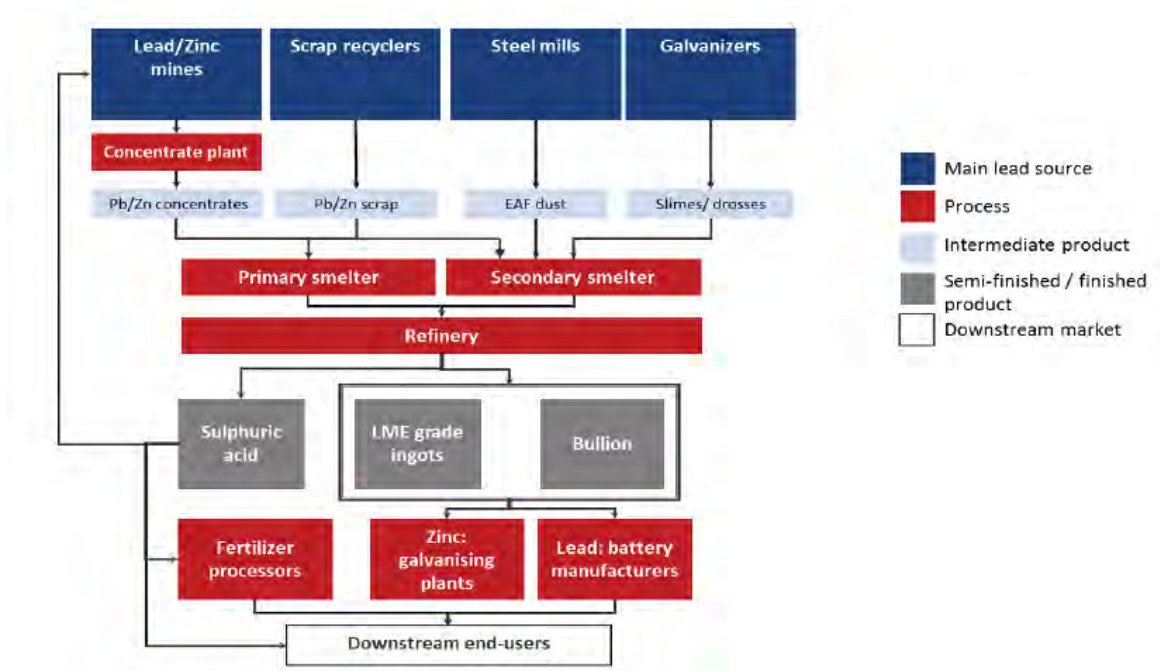 Lead/Zinc
mines
Scrap recyclers
Steel mills
Galvanizers
Concentrate plant
Pb/Zn concentrates
Pb/Zn scrap
EAF dust
Slimes/ drosses
Primary smelter
Secondary smelter
Refinery
Sulphuric
acid
LME grade
ingots
Bullion
Fertilizer
processors
Zinc:
galvanising
plants
Lead: battery
manufacturers
Downstream end-users
Main lead source
Process
Intermediate product
Semi-finished / finished
product
Downstream market